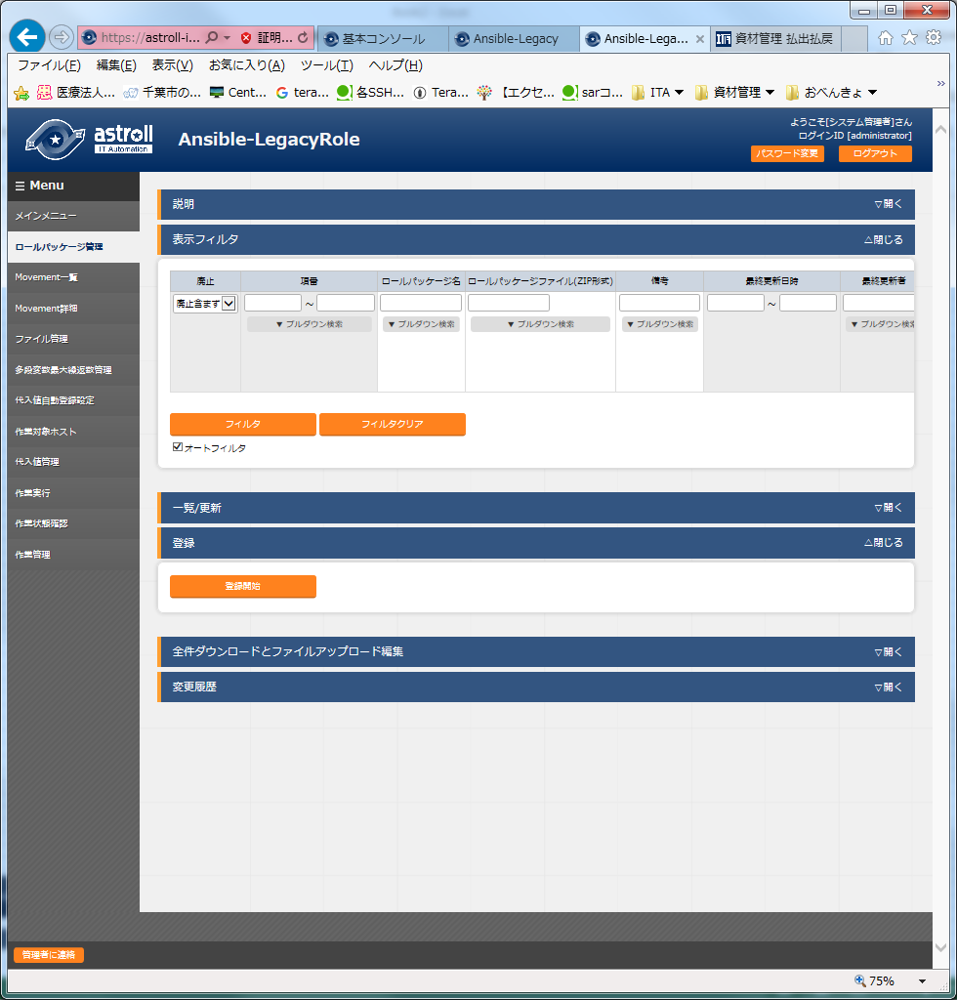 https://astroll-i...
証明...
基本コンソール
Ansible-Legacy
Ansible-Lega...
資材管理 払出払戻
ファイル(F) 編集(E) 表示(V) お気に入り(A) ツール(T) ヘルプ(H)
医療法人... 千葉市の... Cent... tera... 各SSH... Tera... 【エクセ... sarコ... ITA 資材管理 おべんきょ
astroll
IT Automation
Ansible-LegacyRole
ようこそ[システム管理者]さん
ログインID [administrator]
パスワード変更 ログアウト
☰ Menu
メインメニュー
ロールパッケージ管理
Movement一覧
Movement詳細
ファイル管理
多段変数最大繰返数管理
代入値自動登録設定
作業対象ホスト
代入値管理
作業実行
作業状態確認
作業管理
説明 ▽開く
表示フィルタ △閉じる
廃止 項番 ロールパッケージ名 ロールパッケージファイル(ZIP形式) 備考 最終更新日時 最終更新者
廃止含まず ～ ～
▼ プルダウン検索 ▼ プルダウン検索 ▼ プルダウン検索 ▼ プルダウン検索 ▼ プルダウン検索
フィルタ フィルタクリア
オートフィルタ
一覧/更新 ▽開く
登録 △閉じる
登録開始
全件ダウンロードとファイルアップロード編集 ▽開く
変更履歴 ▽開く
管理者に連絡
75%